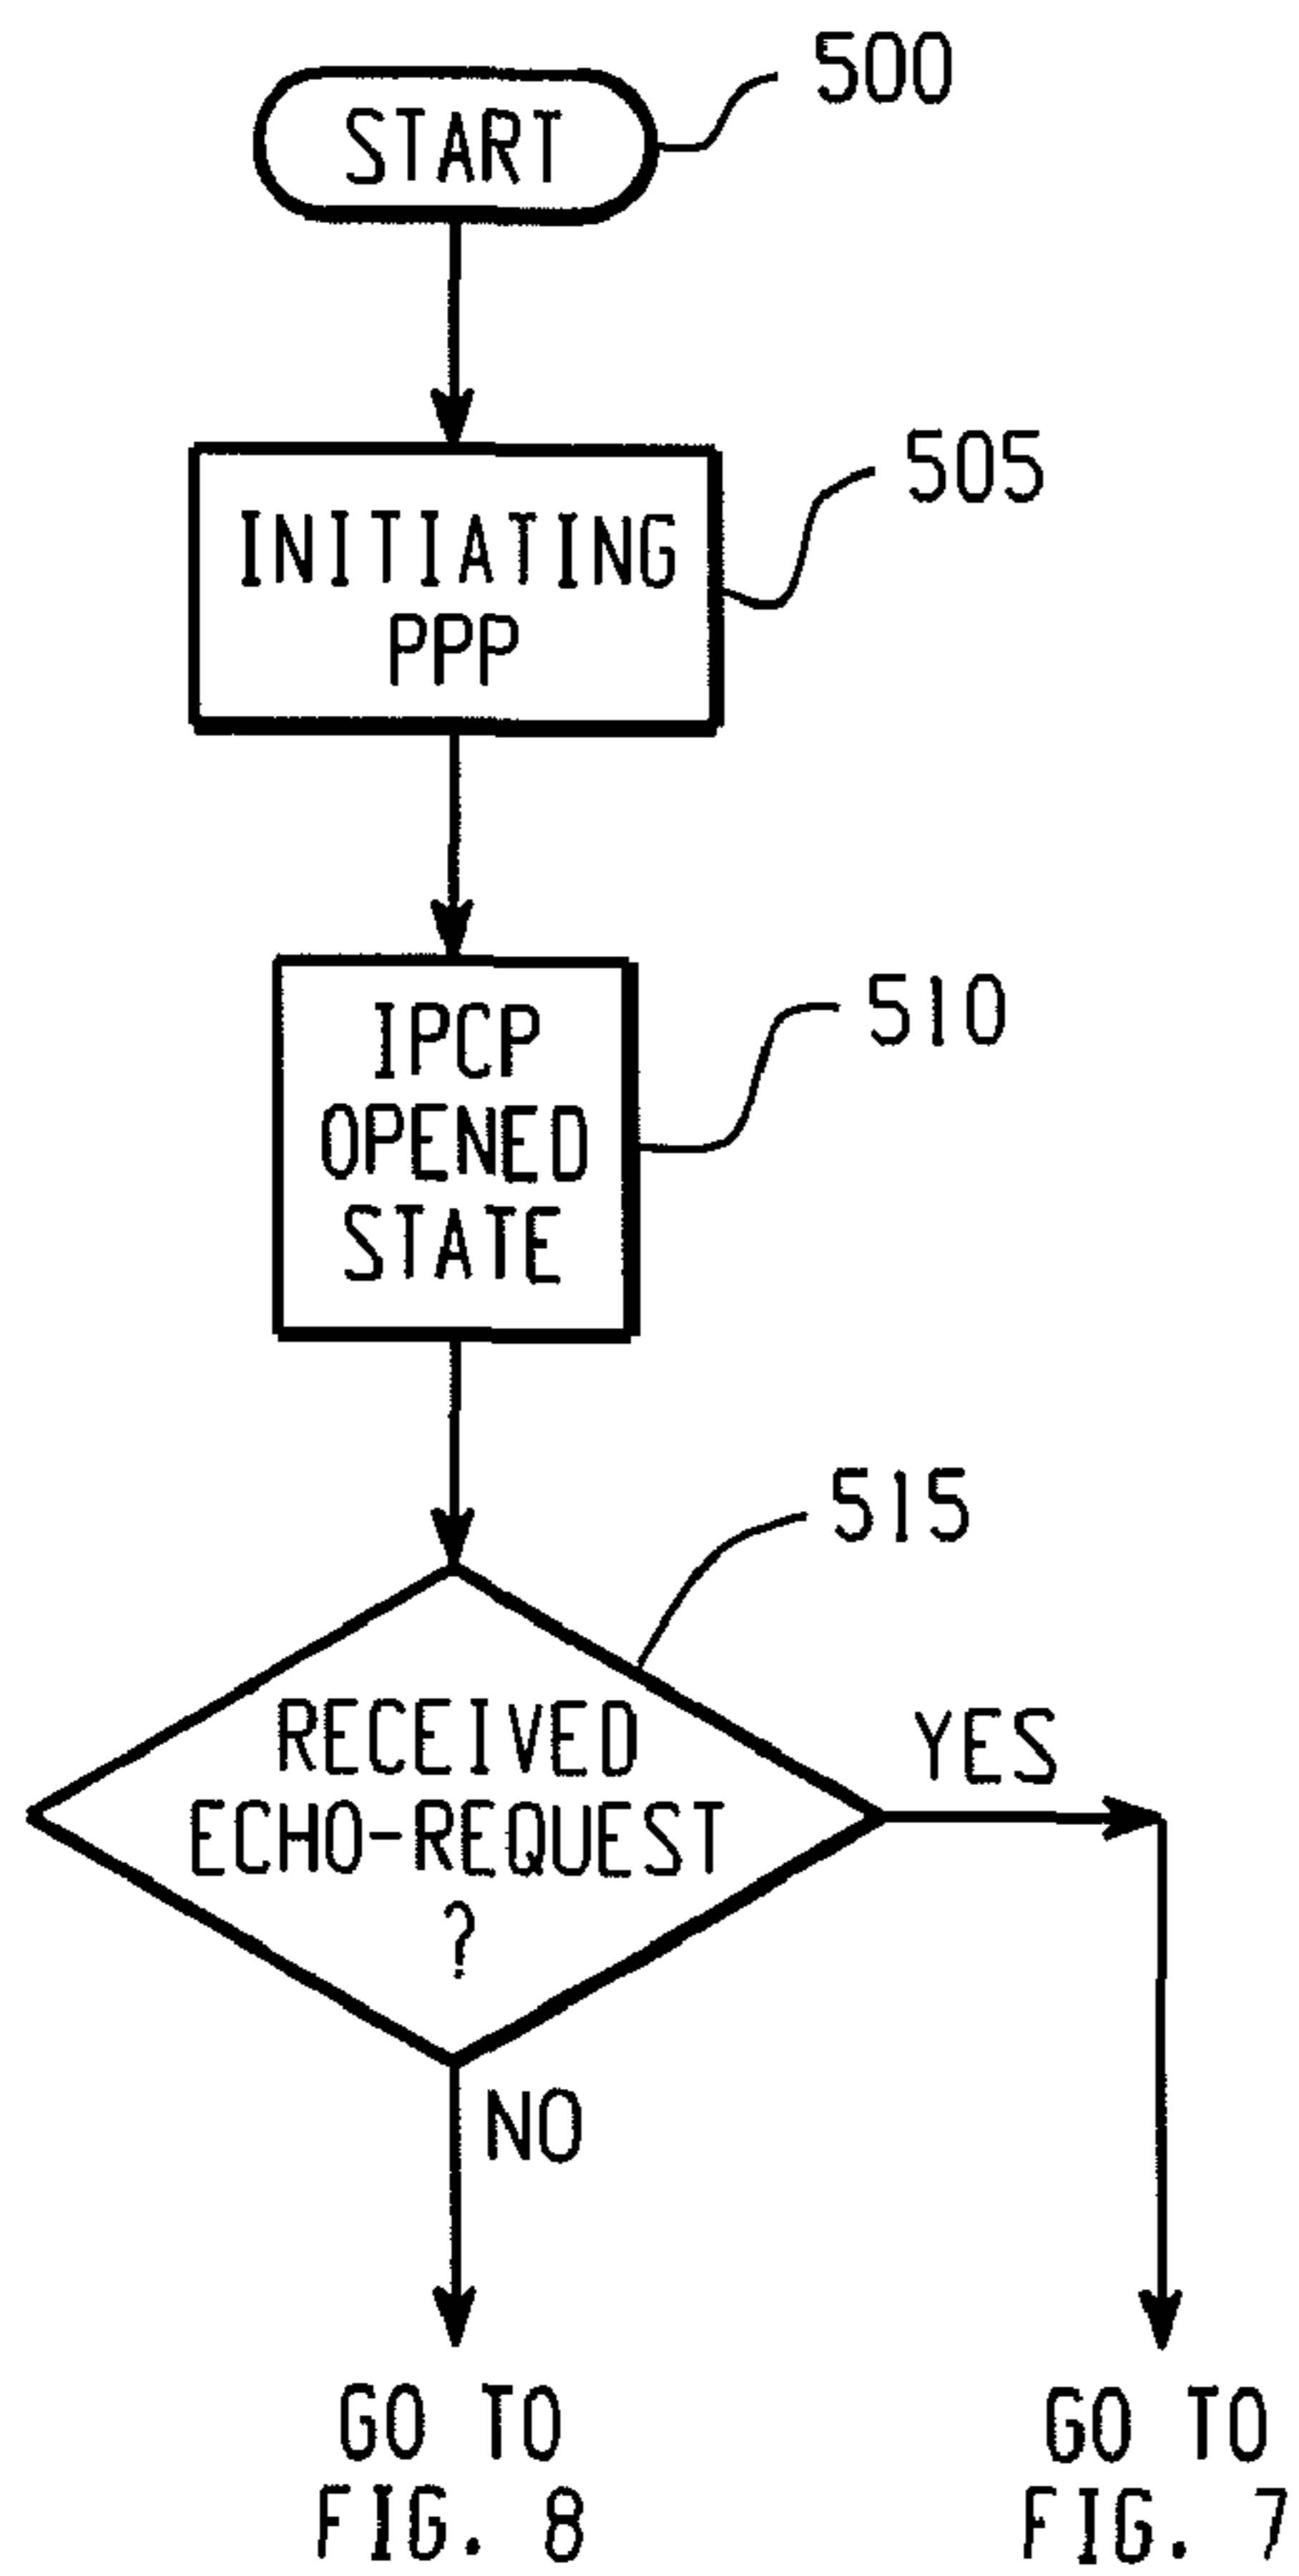 500
START
505
INITIATING
PPP
510
IPCP
OPENED
STATE
515
RECEIVED
ECHO-REQUEST
?
YES
NO
GO TO
FIG. 8
GO TO
FIG. 7